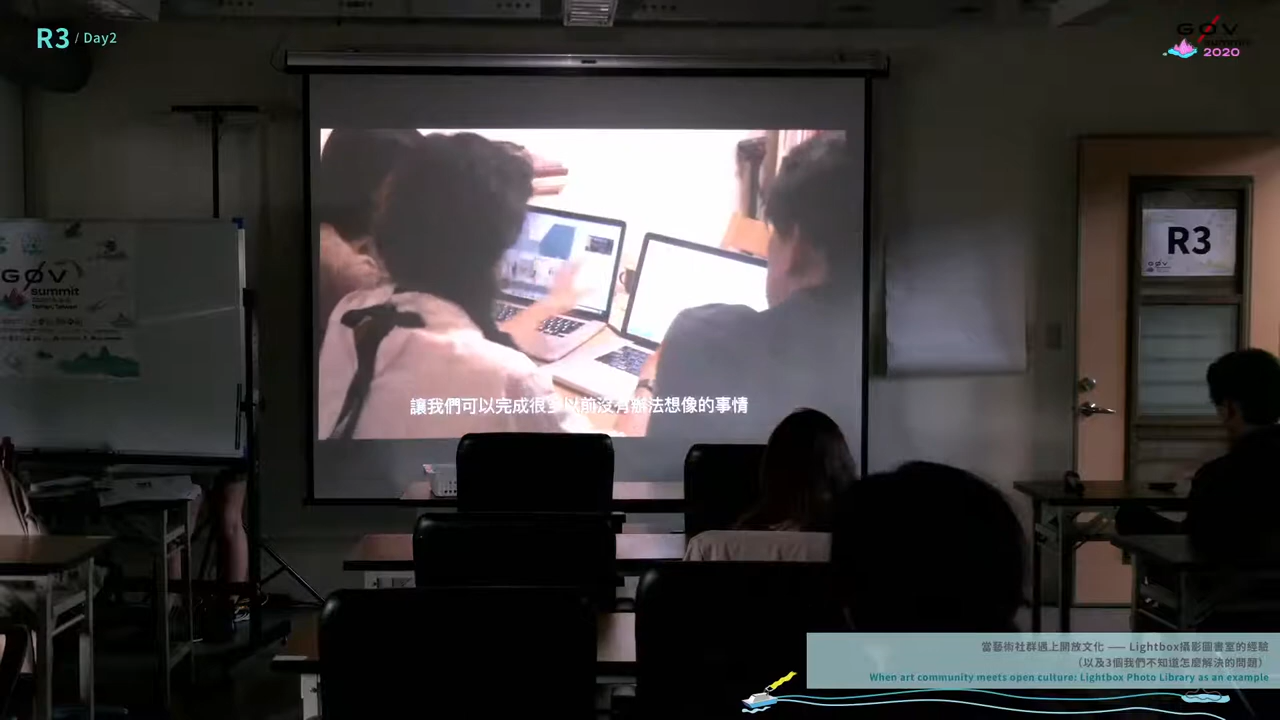 R3 / Day2
GØV
summit
2020
R3
GØV
summit
讓我們可以完成很多以前沒有辦法想像的事情
當藝術社群遇上開放文化 —— Lightbox攝影圖書室的經驗
（以及3個我們不知道怎麼解決的問題）
When art community meets open culture: Lightbox Photo Library as an example